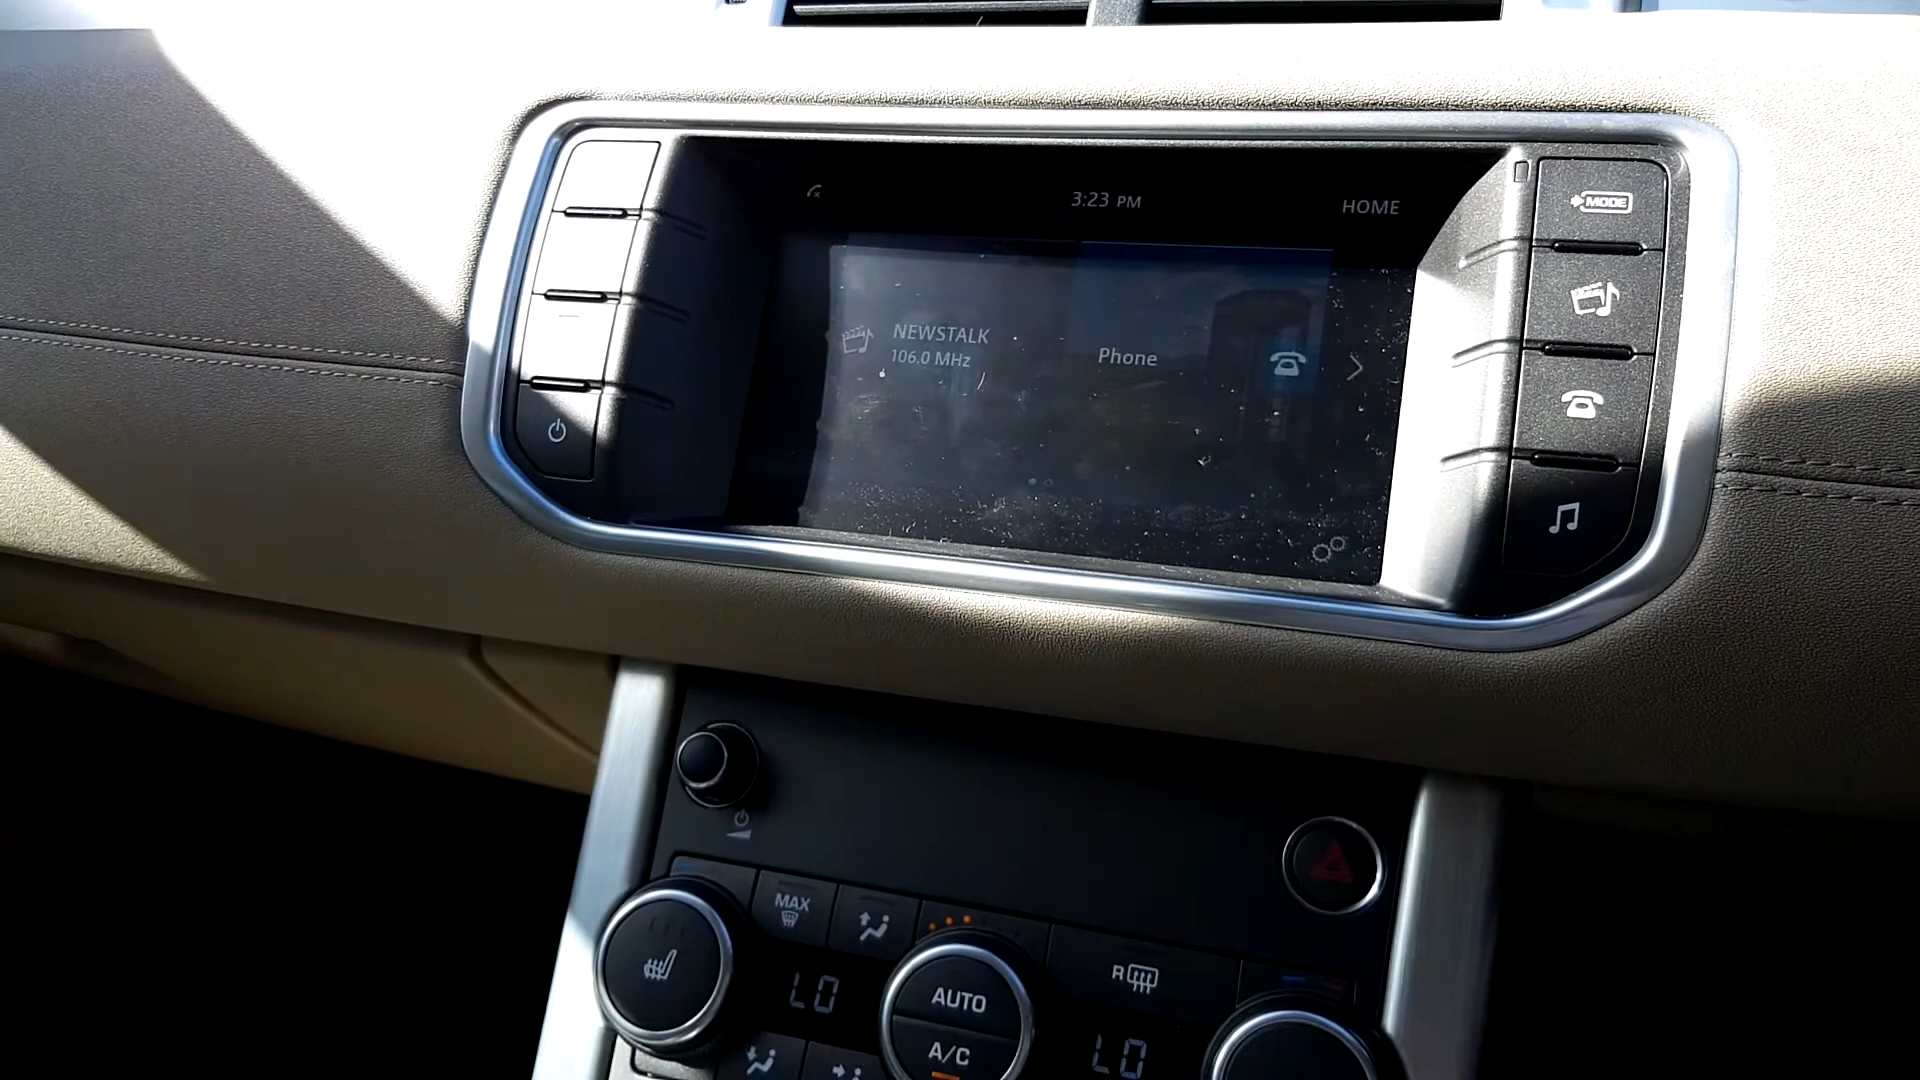 3:23 PM
HOME
MODE
NEWSTALK
106.0 MHz
Phone
MAX
R
LO
AUTO
A/C
LO